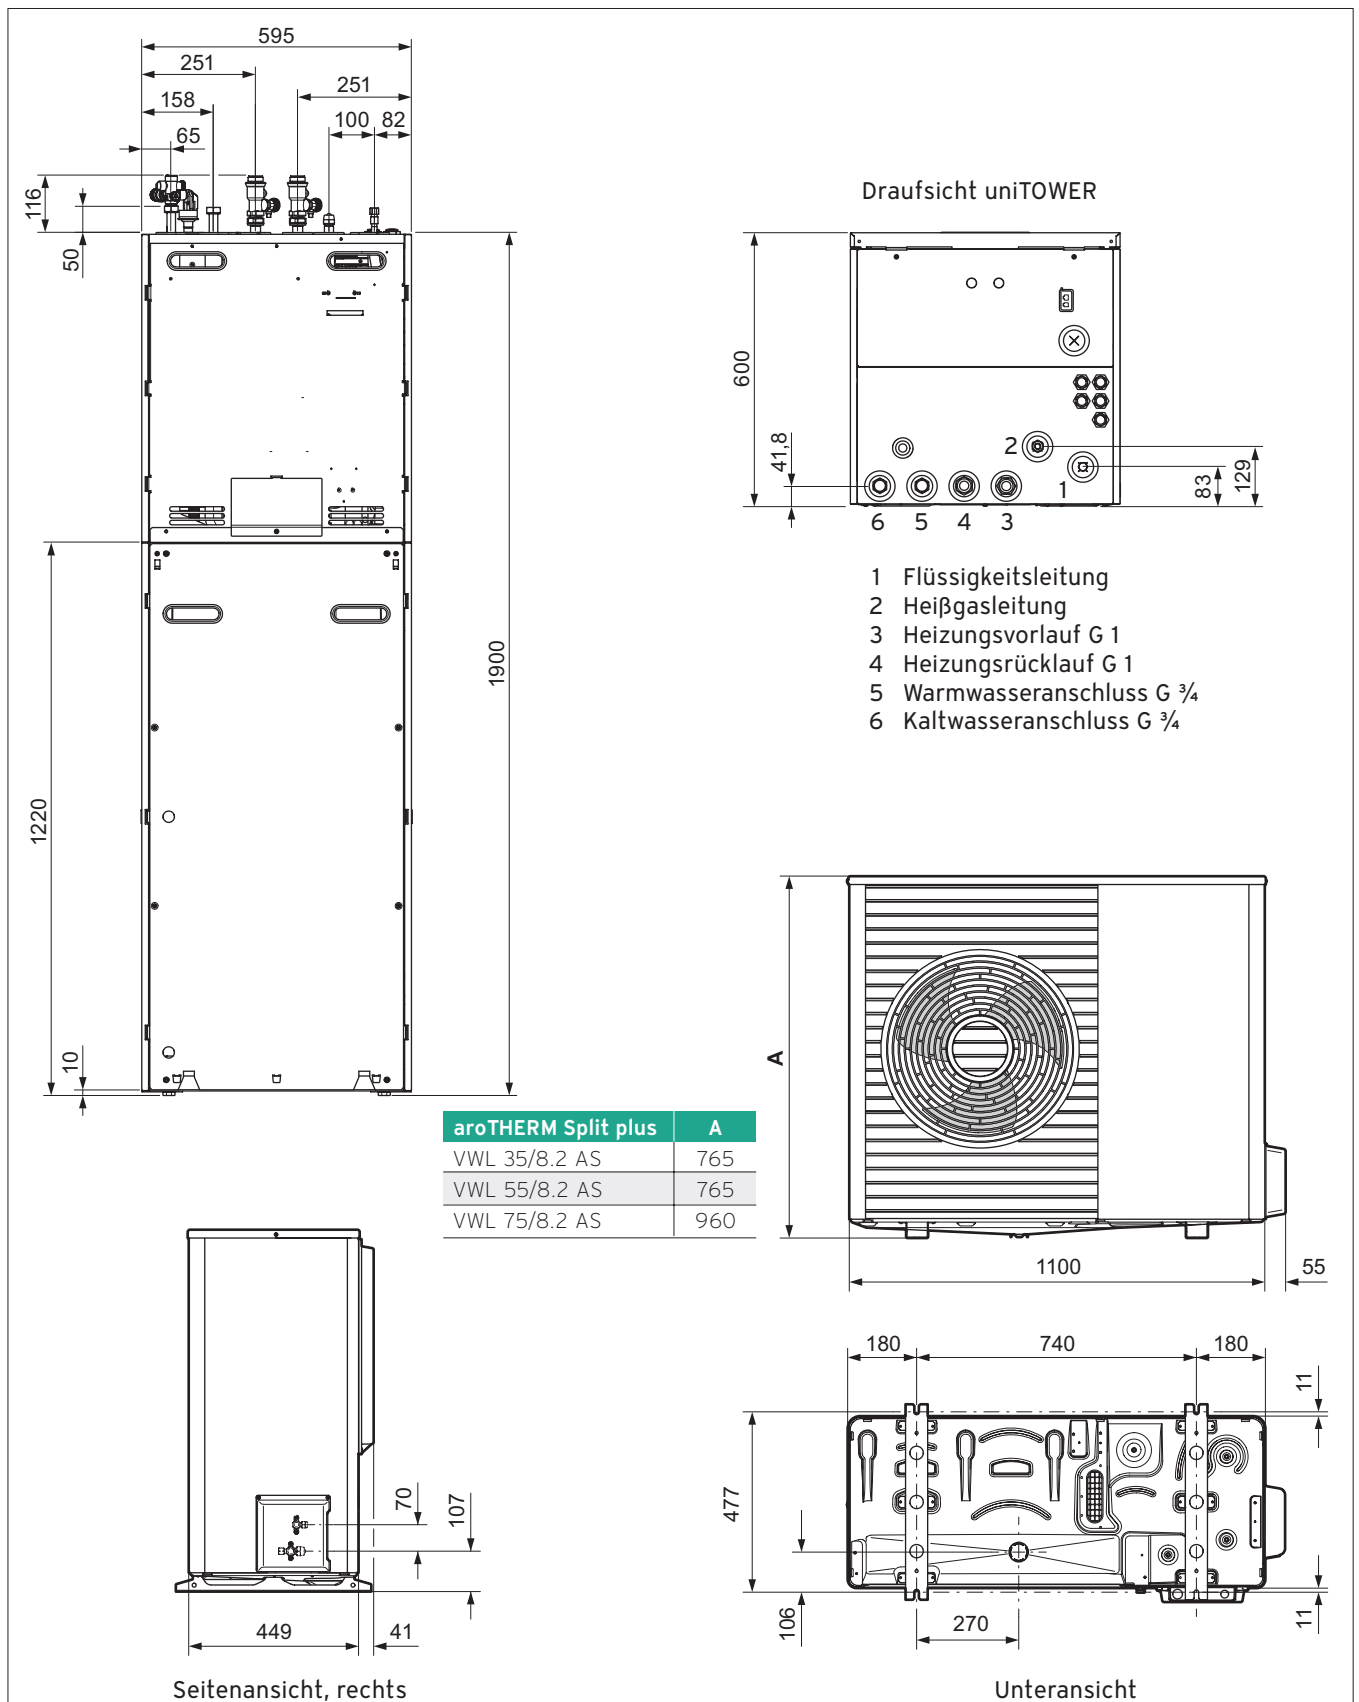 595
251
251
158
100 82
65
116
50
1900
1220
10
Draufsicht uniTOWER
600
41,8
2
1
83
129
6 5 4 3
1 Flüssigkeitsleitung
2 Heißgasleitung
3 Heizungsvorlauf G 1
4 Heizungsrücklauf G 1
5 Warmwasseranschluss G ¾
6 Kaltwasseranschluss G ¾
A
1100 55
aroTHERM Split plus A
VWL 35/8.2 AS 765
VWL 55/8.2 AS 765
VWL 75/8.2 AS 960
70
107
449 41
Seitenansicht, rechts
180 740 180
11
477
106
270
11
Unteransicht